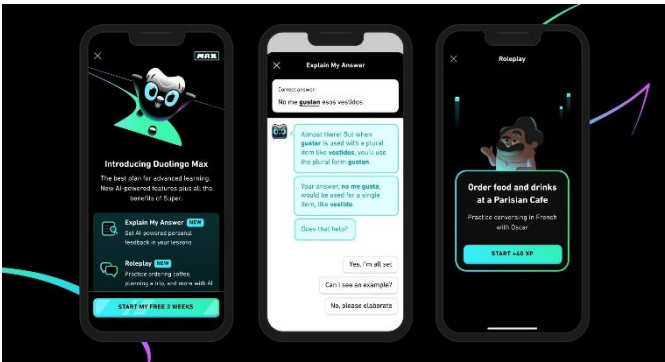 MAX
Introducing Duolingo Max
The best plan for advanced learning.
New AI-powered features plus all the
benefits of Super.
Explain My Answer NEW
Get AI-powered personal
feedback in your lessons
Roleplay NEW
Practice ordering coffee,
planning a trip, and more with AI
START MY FREE 2 WEEKS
Explain My Answer
Correct answer:
No me gustan esos vestidos.
Almost there! But when
gustar is used with a plural
item like vestidos, you'll use
the plural form gustan.
Your answer, no me gusta,
would be used for a single
item, like vestido.
Does that help?
Yes, I'm all set
Can I see an example?
No, please elaborate
Roleplay
Order food and drinks
at a Parisian Cafe
Practice conversing in French
with Oscar
START +40 XP